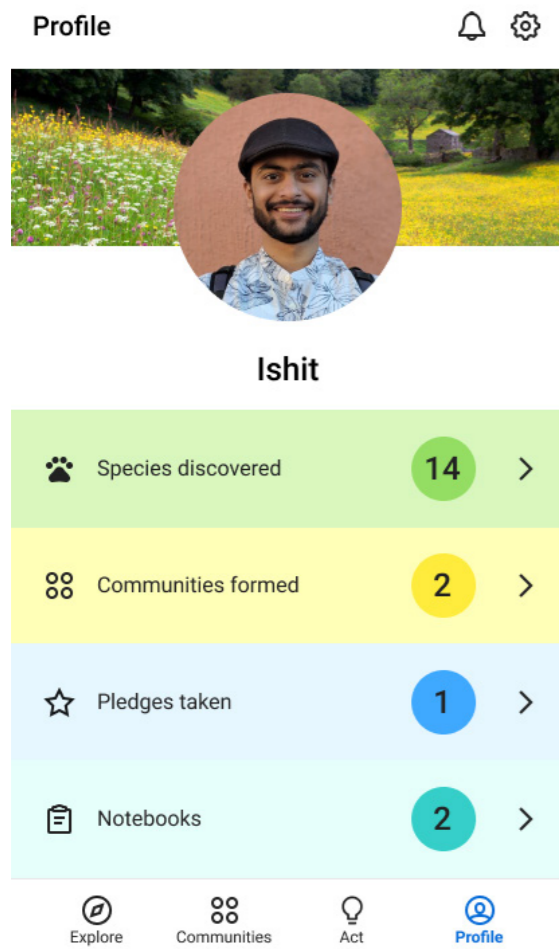 Profile
Ishit
Species discovered 14
Communities formed 2
Pledges taken 1
Notebooks 2
Explore Communities Act Profile